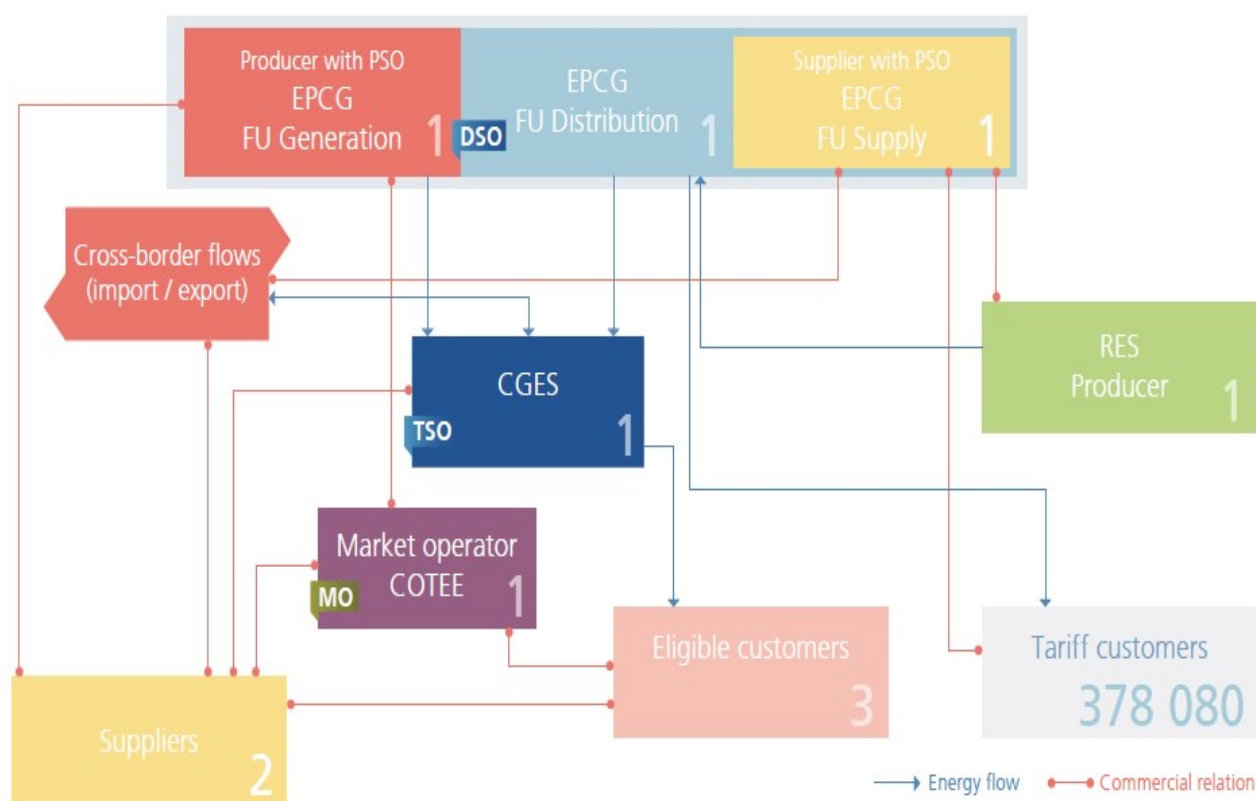 Producer with PSO
EPCG
FU Generation
1
DSO
EPCG
FU Distribution
1
Supplier with PSO
EPCG
FU Supply
1
Cross-border flows
(import / export)
CGES
TSO
1
RES
Producer
1
Market operator
COTEE
MO
1
Eligible customers
3
Tariff customers
378 080
Suppliers
2
Energy flow
Commercial relation